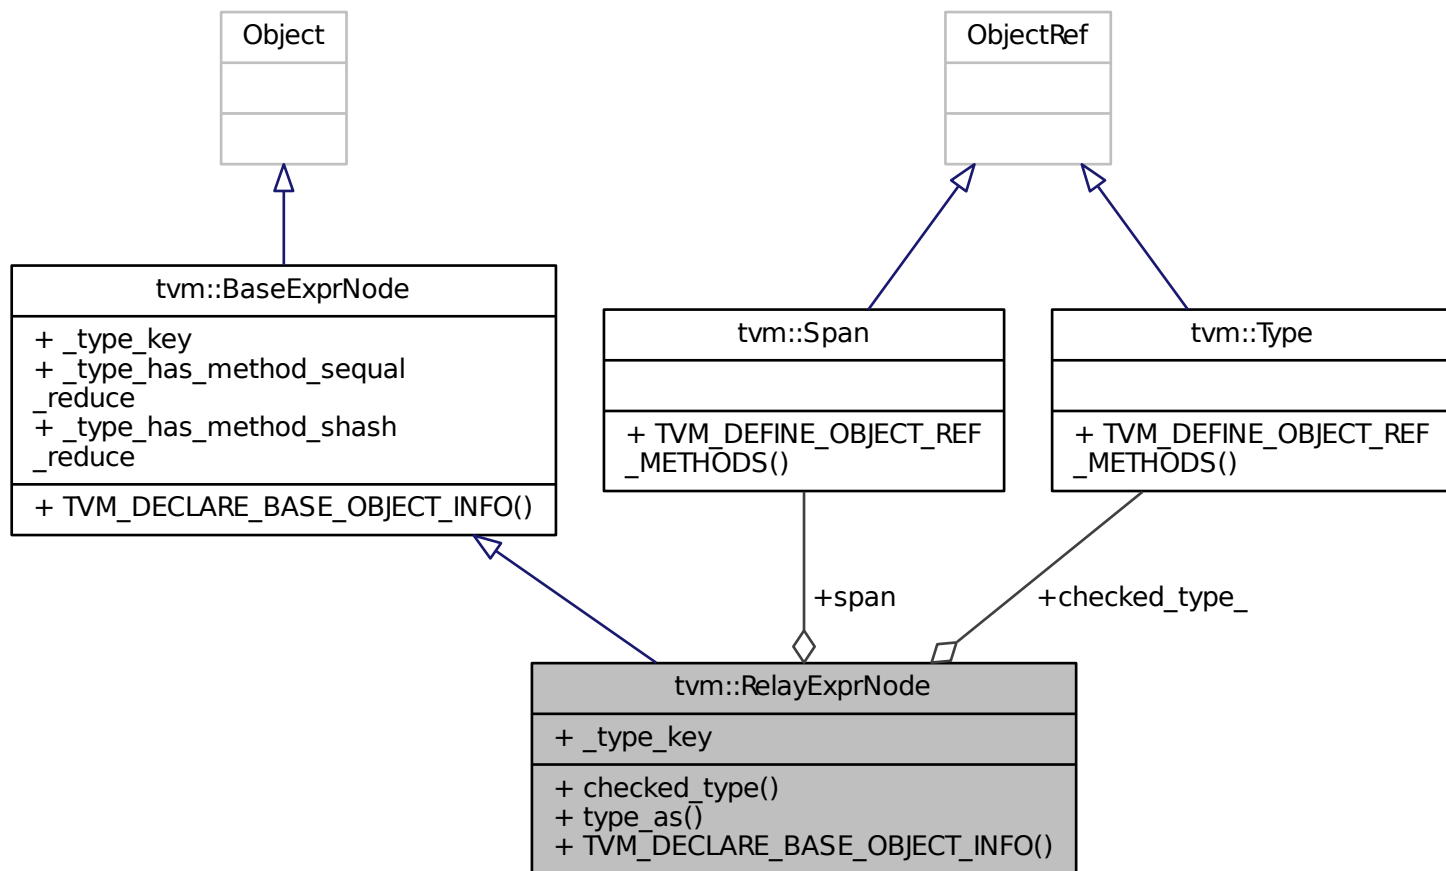 Object
ObjectRef
tvm::BaseExprNode
+ _type_key
+ _type_has_method_sequal
_reduce
+ _type_has_method_shash
_reduce
+ TVM_DECLARE_BASE_OBJECT_INFO()
tvm::Span
+ TVM_DEFINE_OBJECT_REF
_METHODS()
tvm::Type
+ TVM_DEFINE_OBJECT_REF
_METHODS()
+span
+checked_type_
tvm::RelayExprNode
+ _type_key
+ checked_type()
+ type_as()
+ TVM_DECLARE_BASE_OBJECT_INFO()